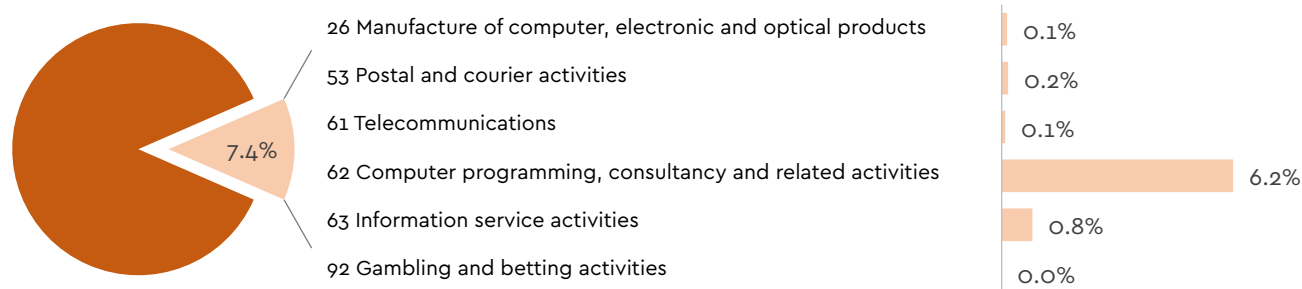 26 Manufacture of computer, electronic and optical products 0.1%
53 Postal and courier activities 0.2%
61 Telecommunications 0.1%
7.4%
62 Computer programming, consultancy and related activities 6.2%
63 Information service activities 0.8%
92 Gambling and betting activities 0.0%